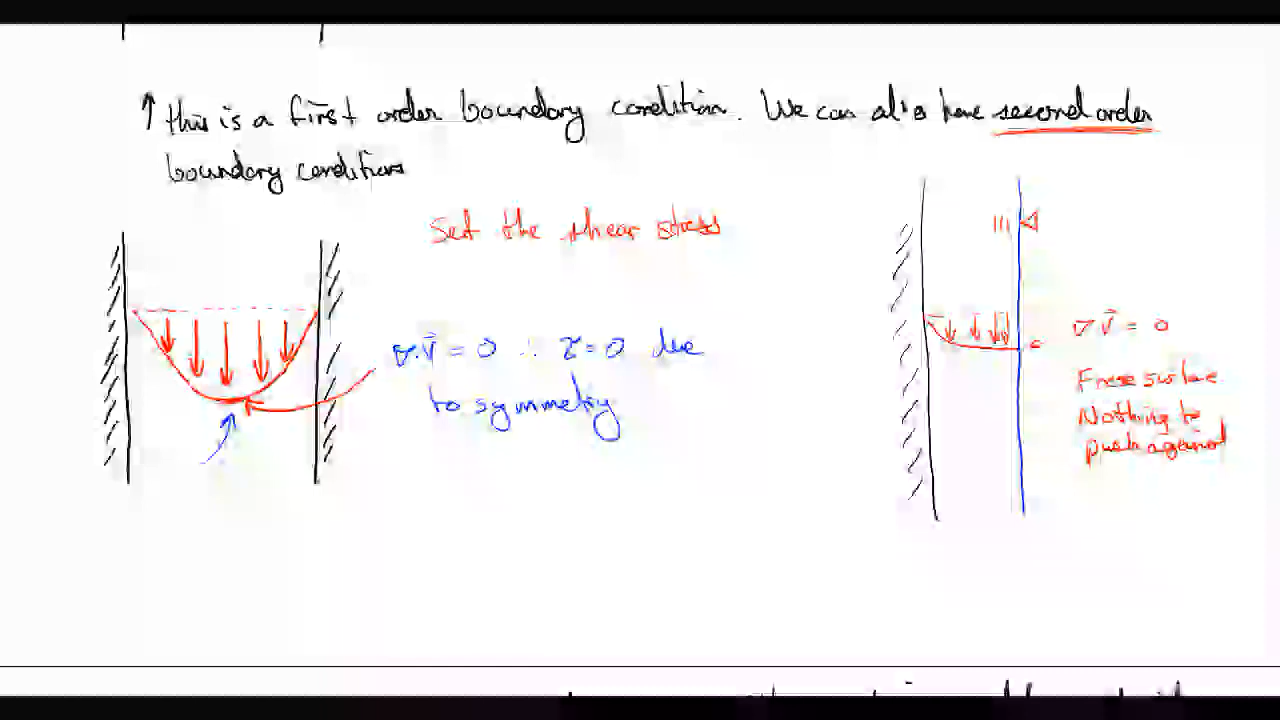 ↑ this is a first order boundary condition. We can also have second order
boundary conditions
Set the shear stress
∇.v⃗ = 0 ∴ τ=0 due
to symmetry
∇.v⃗ = 0
Free surface
Nothing to
push against